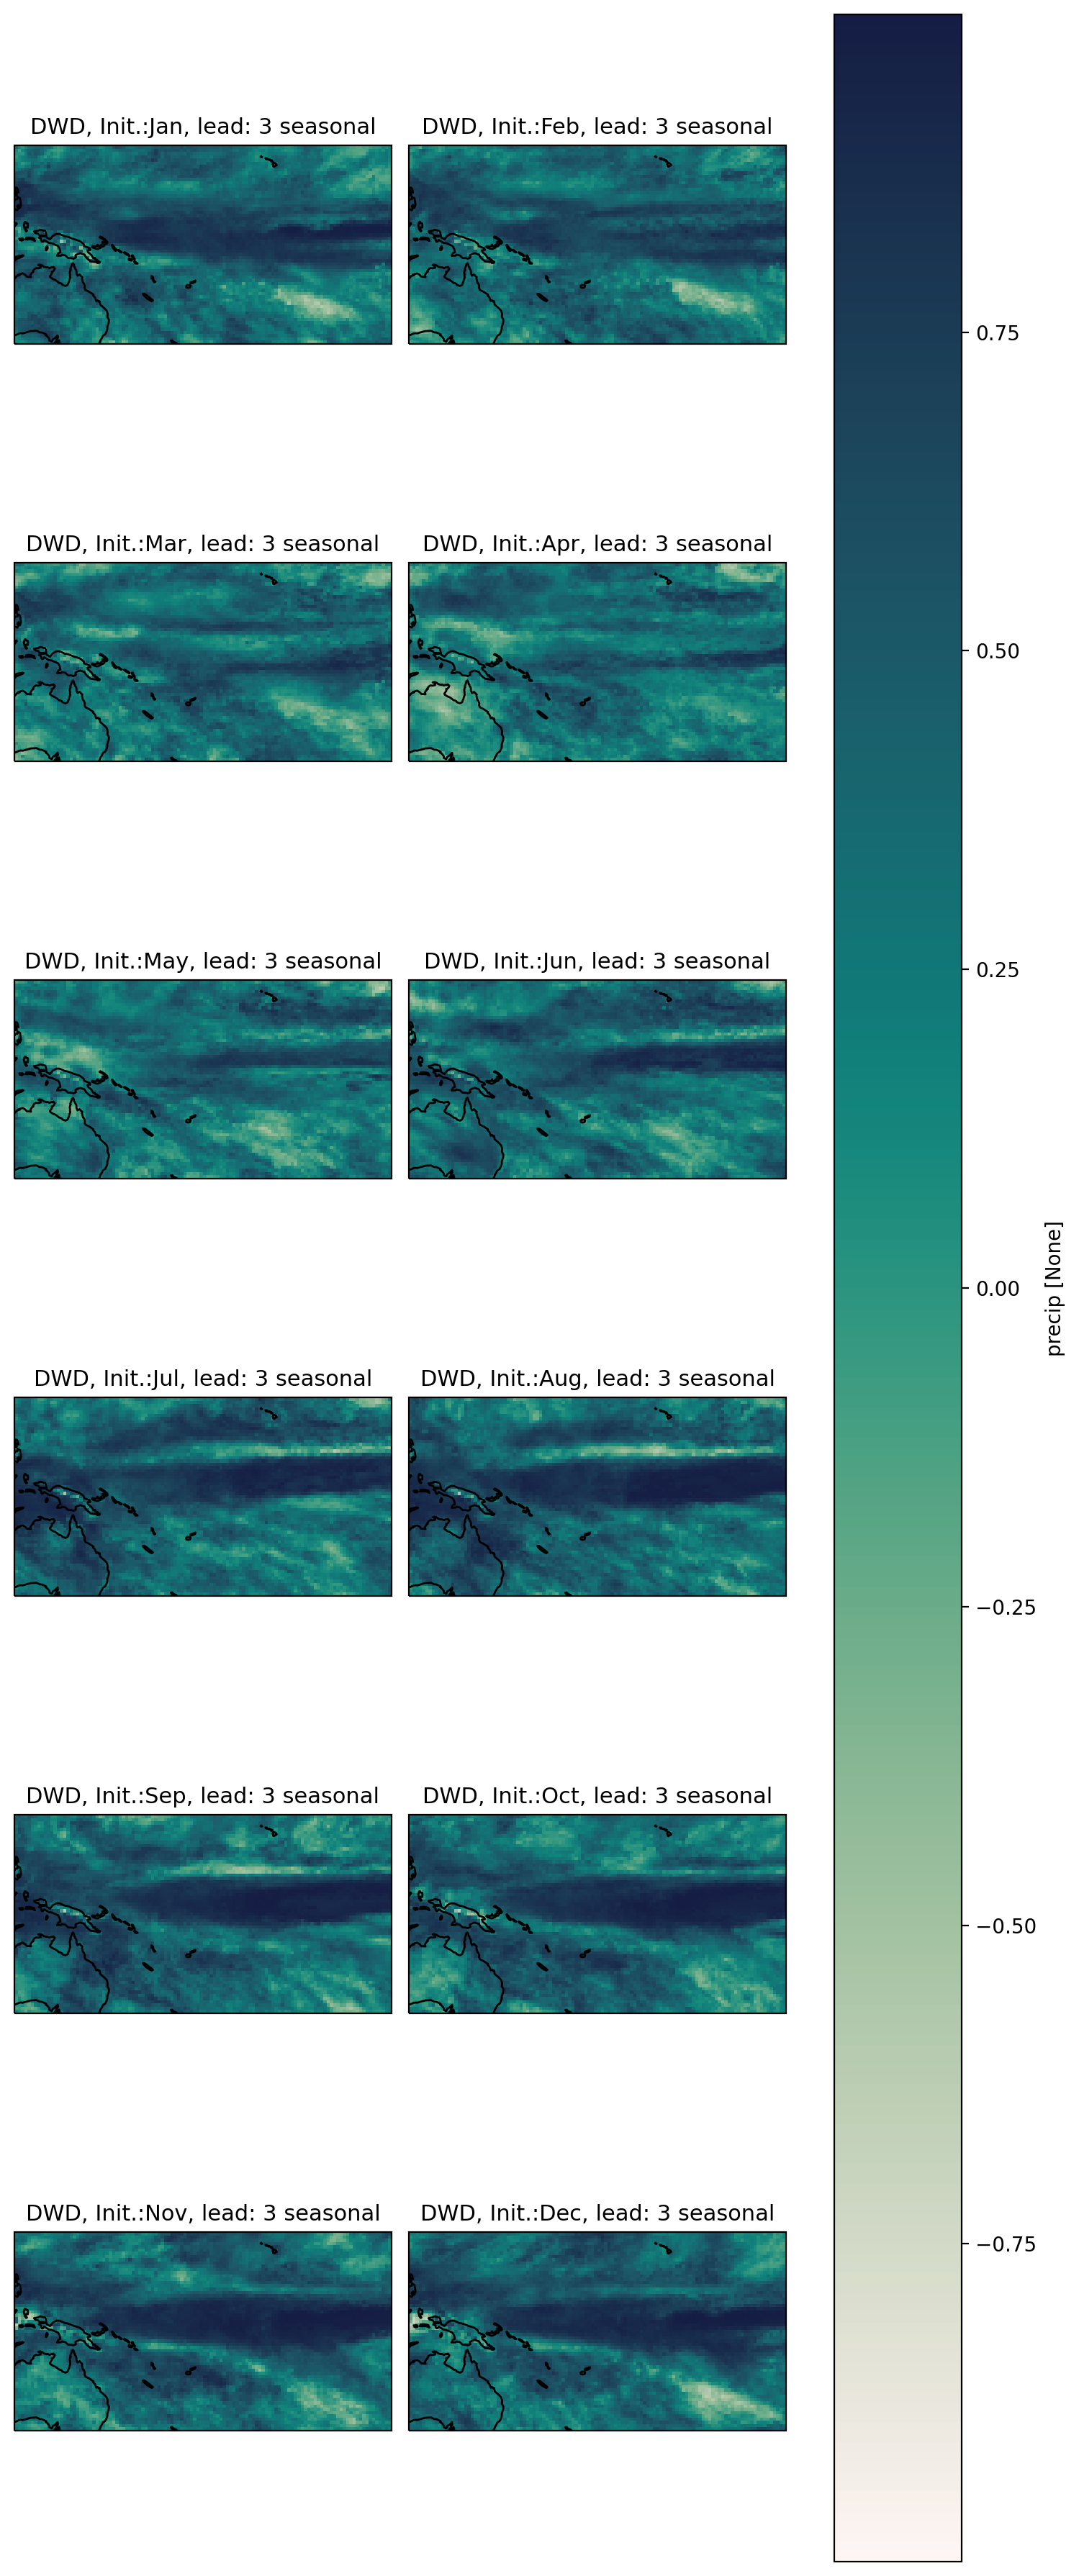 DWD, Init.:Jan, lead: 3 seasonal
DWD, Init.:Feb, lead: 3 seasonal
DWD, Init.:Mar, lead: 3 seasonal
DWD, Init.:Apr, lead: 3 seasonal
DWD, Init.:May, lead: 3 seasonal
DWD, Init.:Jun, lead: 3 seasonal
DWD, Init.:Jul, lead: 3 seasonal
DWD, Init.:Aug, lead: 3 seasonal
DWD, Init.:Sep, lead: 3 seasonal
DWD, Init.:Oct, lead: 3 seasonal
DWD, Init.:Nov, lead: 3 seasonal
DWD, Init.:Dec, lead: 3 seasonal
0.75
0.50
0.25
0.00
−0.25
−0.50
−0.75
precip [None]